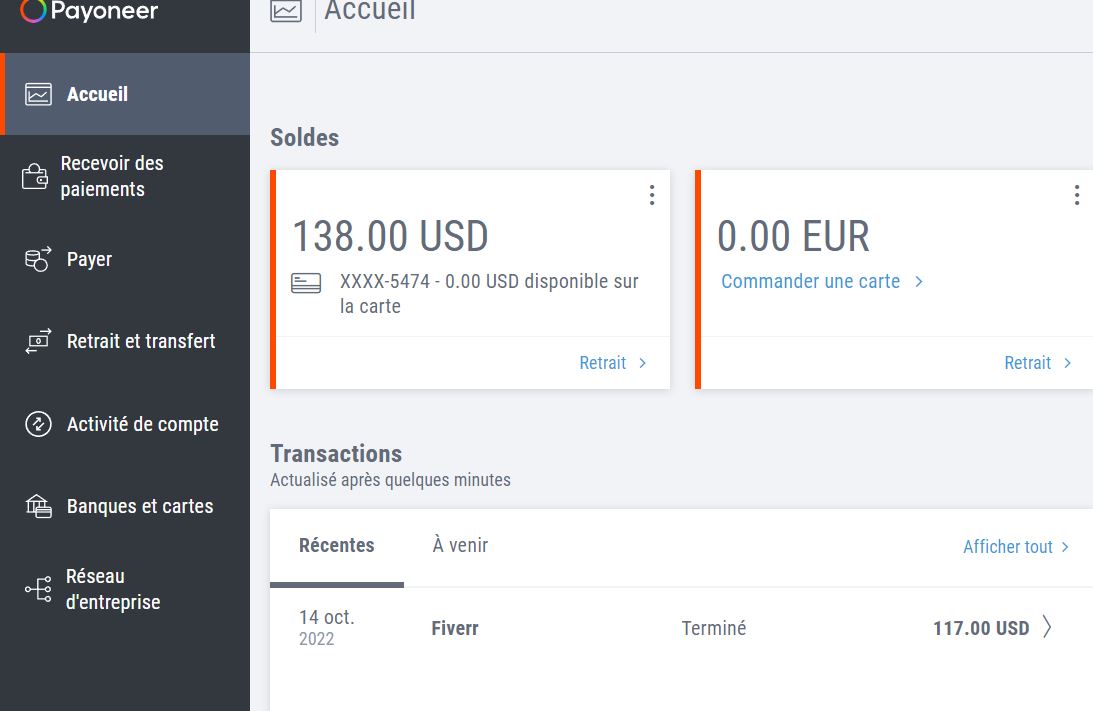 Payoneer
Accueil
Accueil
Recevoir des
paiements
Payer
Retrait et transfert
Activité de compte
Banques et cartes
Réseau
d'entreprise
Soldes
138.00 USD
XXXX-5474 - 0.00 USD disponible sur
la carte
Retrait
0.00 EUR
Commander une carte
Retrait
Transactions
Actualisé après quelques minutes
Récentes
À venir
Afficher tout
14 oct.
2022
Fiverr
Terminé
117.00 USD